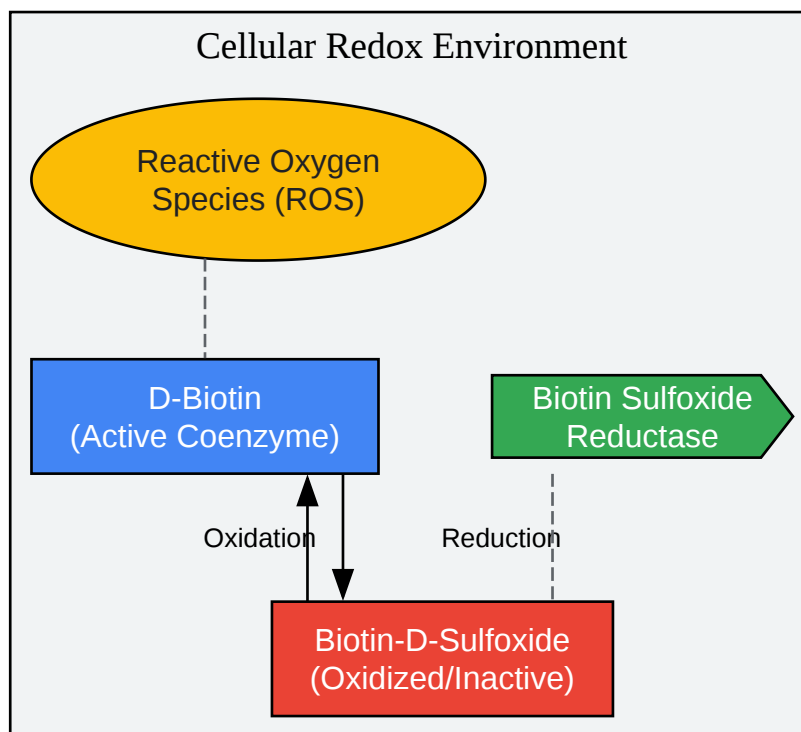 Cellular Redox Environment
Reactive Oxygen
Species (ROS)
D-Biotin
(Active Coenzyme)
Biotin Sulfoxide
Reductase
Oxidation
Reduction
Biotin-D-Sulfoxide
(Oxidized/Inactive)